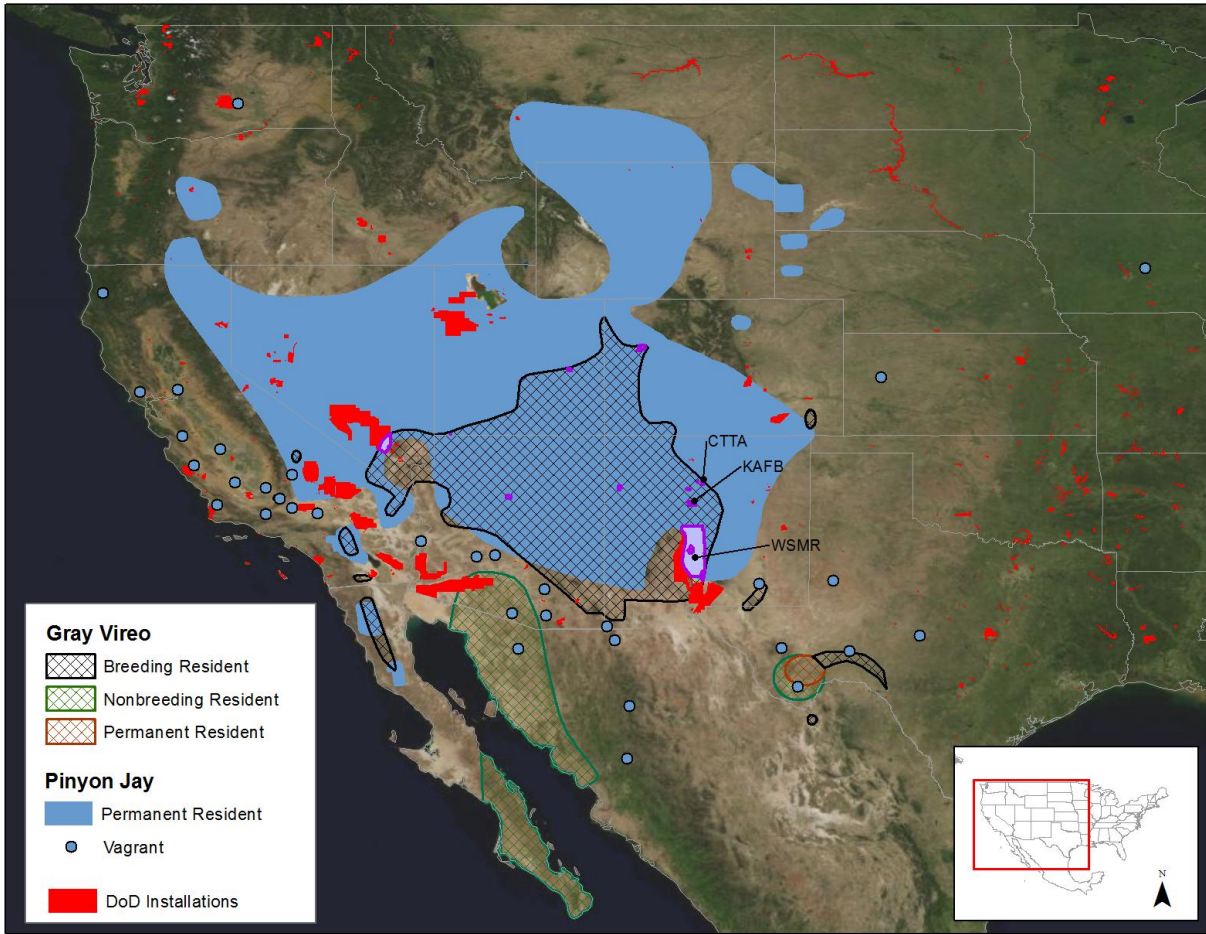 CTTA
KAFB
WSMR
Gray Vireo
Breeding Resident
Nonbreeding Resident
Permanent Resident
Pinyon Jay
Permanent Resident
Vagrant
DoD Installations
N